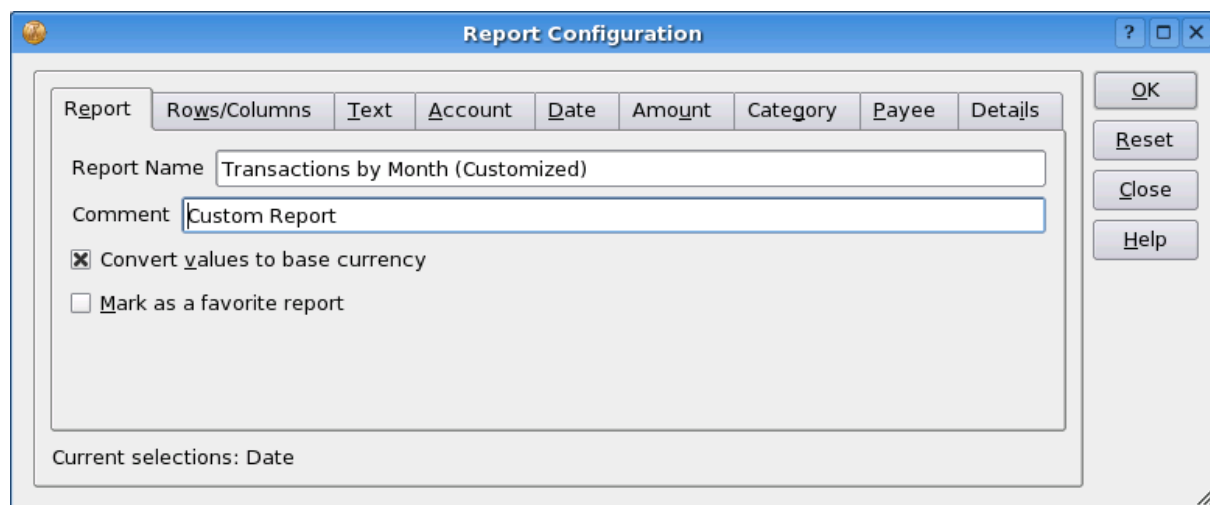 Report Configuration
?
Report Rows/Columns Text Account Date Amount Category Payee Details
Report Name Transactions by Month (Customized)
Comment Custom Report
Convert values to base currency
Mark as a favorite report
Current selections: Date
OK
Reset
Close
Help